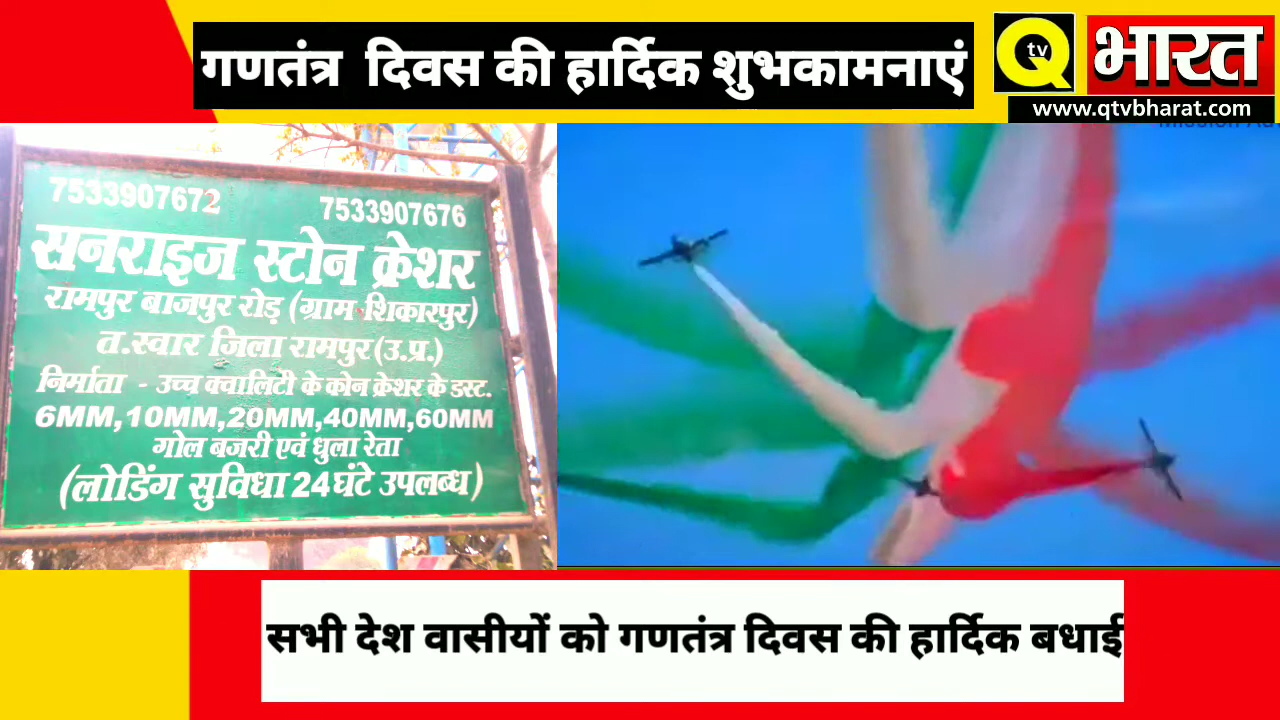 गणतंत्र दिवस की हार्दिक शुभकामनाएं
Q tv भारत
www.qtvbharat.com
7533907672 7533907676
सनराइज स्टोन क्रेशर
रामपुर बाजपुर रोड़ (ग्राम शिकारपुर)
त.स्वार जिला रामपुर(उ.प्र.)
निर्माता - उच्च क्वालिटी के कोन क्रेशर के डस्ट.
6MM,10MM,20MM,40MM,60MM
गोल बजरी एवं धुला रेता
(लोडिंग सुविधा 24 घंटे उपलब्ध)
सभी देश वासीयों को गणतंत्र दिवस की हार्दिक बधाई